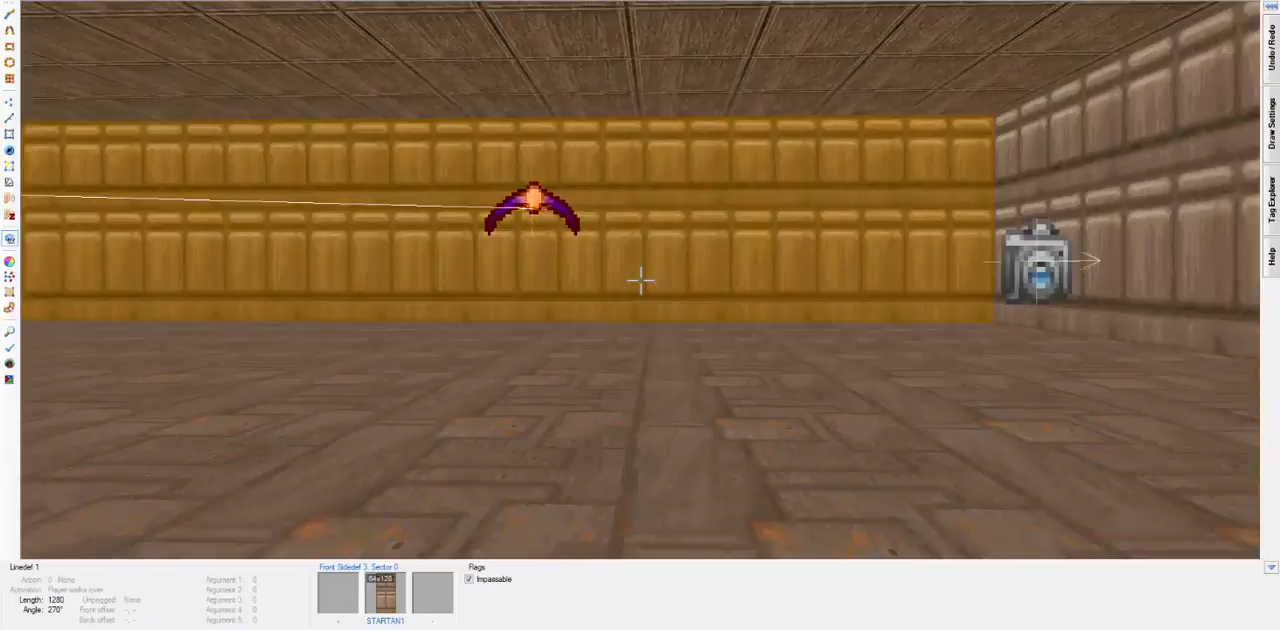 Undo / Redo
Draw Settings
Tag Explorer
Help
Linedef 1
Action: 0 - None
Activation: Player walks over
Length: 1280
Unpegged: None
Angle: 270°
Front offset: --, --
Back offset: --, --
Argument 1: 0
Argument 2: 0
Argument 3: 0
Argument 4: 0
Argument 5: 0
Front Sidedef 3. Sector 0
64x128
-
STARTAN1
-
Flags
Impassable